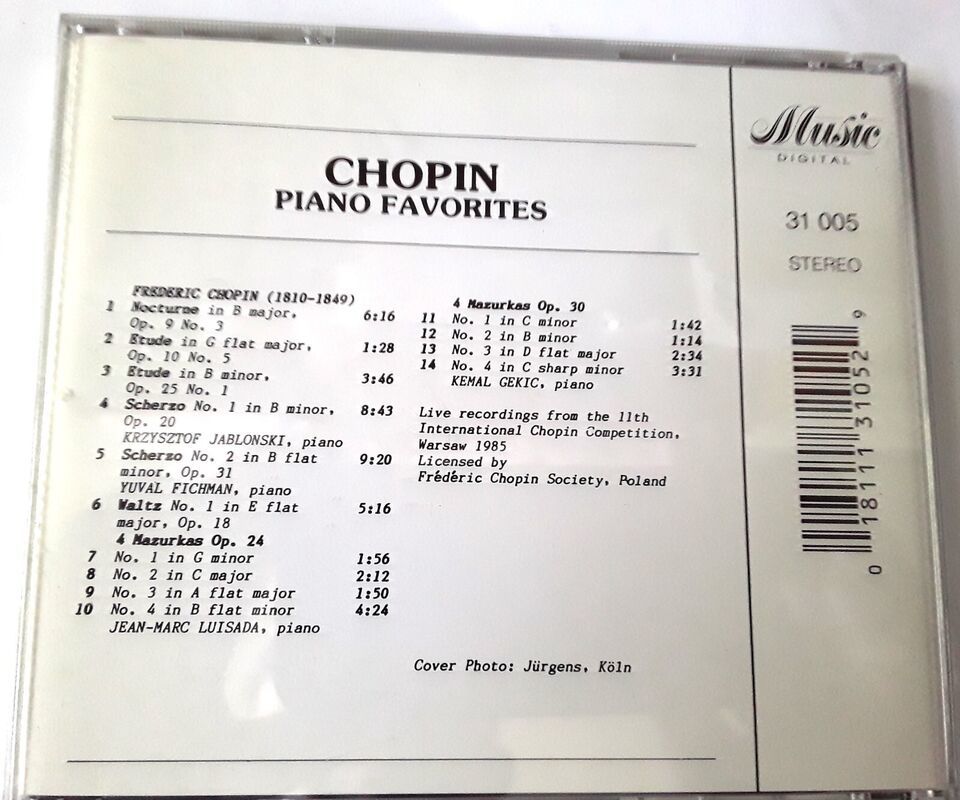 CHOPIN
PIANO FAVORITES
FREDERIC CHOPIN (1810-1849)
1 Nocturne in B major, 6:16
Op. 9 No. 3
2 Etude in G flat major, 1:28
Op. 10 No. 5
3 Etude in B minor, 3:46
Op. 25 No. 1
4 Scherzo No. 1 in B minor, 8:43
Op. 20
KRZYSZTOF JABLONSKI, piano
5 Scherzo No. 2 in B flat 9:20
minor, Op. 31
YUVAL FICHMAN, piano
6 Waltz No. 1 in E flat 5:16
major, Op. 18
4 Mazurkas Op. 24
7 No. 1 in G minor 1:56
8 No. 2 in C major 2:12
9 No. 3 in A flat major 1:50
10 No. 4 in B flat minor 4:24
JEAN-MARC LUISADA, piano
4 Mazurkas Op. 30
11 No. 1 in C minor 1:42
12 No. 2 in B minor 1:14
13 No. 3 in D flat major 2:34
14 No. 4 in C sharp minor 3:31
KEMAL GEKIC, piano
Live recordings from the 11th
International Chopin Competition,
Warsaw 1985
Licensed by
Frédéric Chopin Society, Poland
Cover Photo: Jürgens, Köln
Music
DIGITAL
31 005
STEREO
0 18111 31052 9